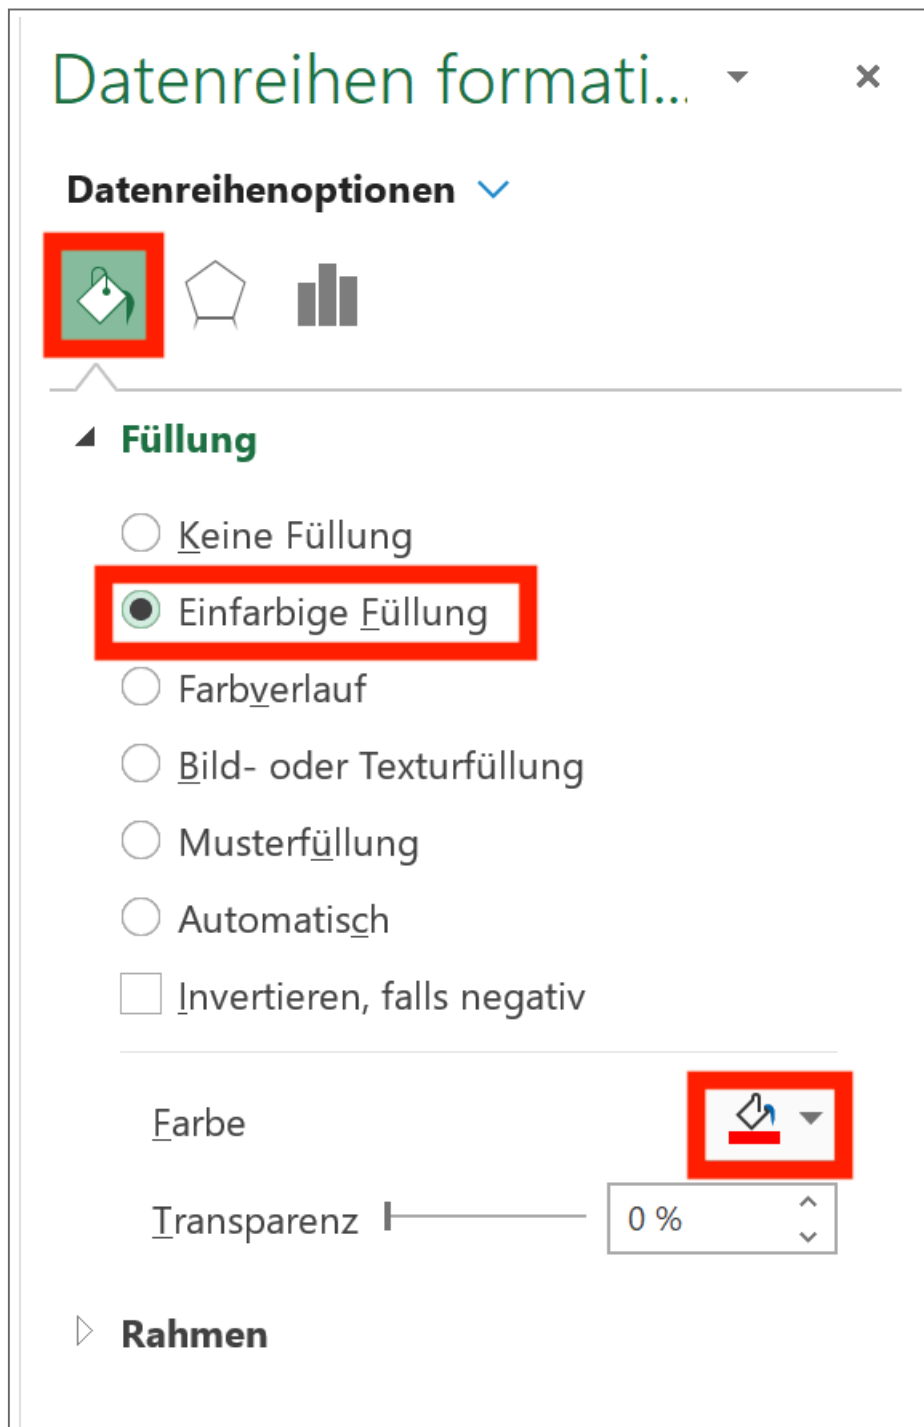 Datenreihen formati...
Datenreihenoptionen
Füllung
Keine Füllung
Einfarbige Füllung
Farbverlauf
Bild- oder Texturfüllung
Musterfüllung
Automatisch
Invertieren, falls negativ
Farbe
Transparenz 0 %
Rahmen